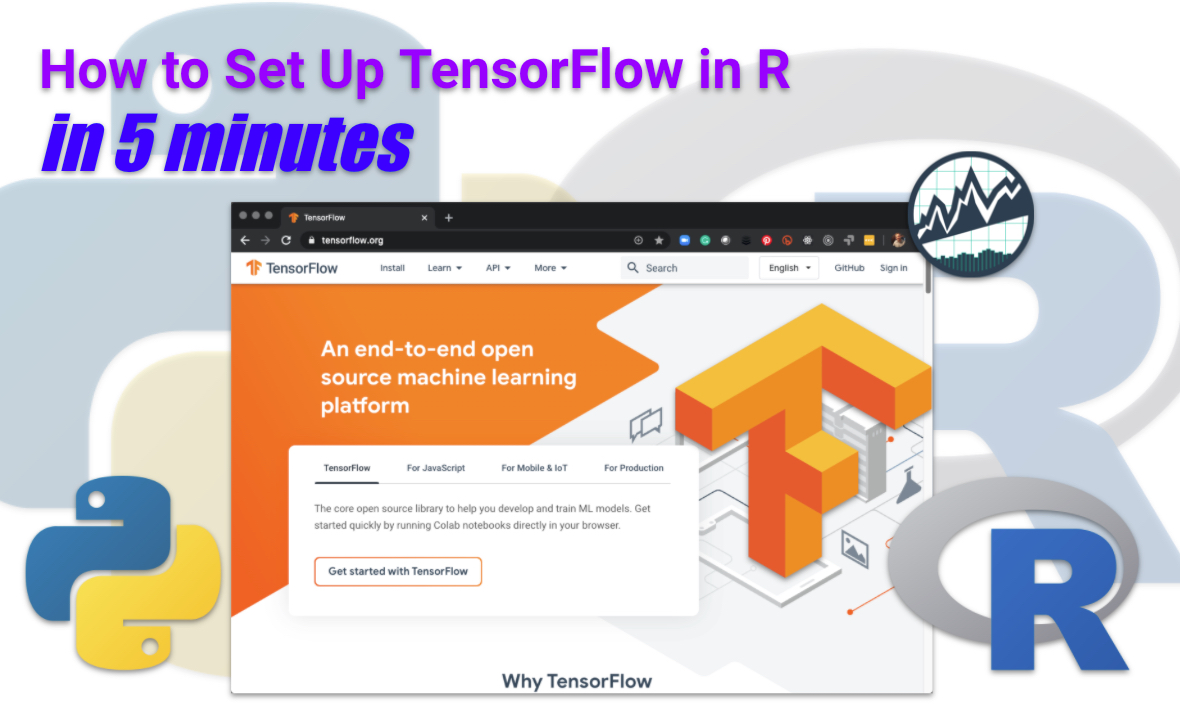 How to Set Up TensorFlow in R
in 5 minutes
TensorFlow
tensorflow.org
TensorFlow Install Learn API More Search English GitHub Sign in
An end-to-end open
source machine learning
platform
TensorFlow For JavaScript For Mobile & IoT For Production
The core open source library to help you develop and train ML models. Get
started quickly by running Colab notebooks directly in your browser.
Get started with TensorFlow
Why TensorFlow
R
R